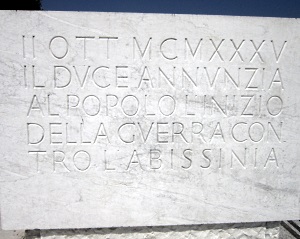 II OTT MCMXXXV
IL DVCE ANNVNZIA
AL POPOLO L INIZIO
DELLA GVERRA CON
TRO L ABISSINIA